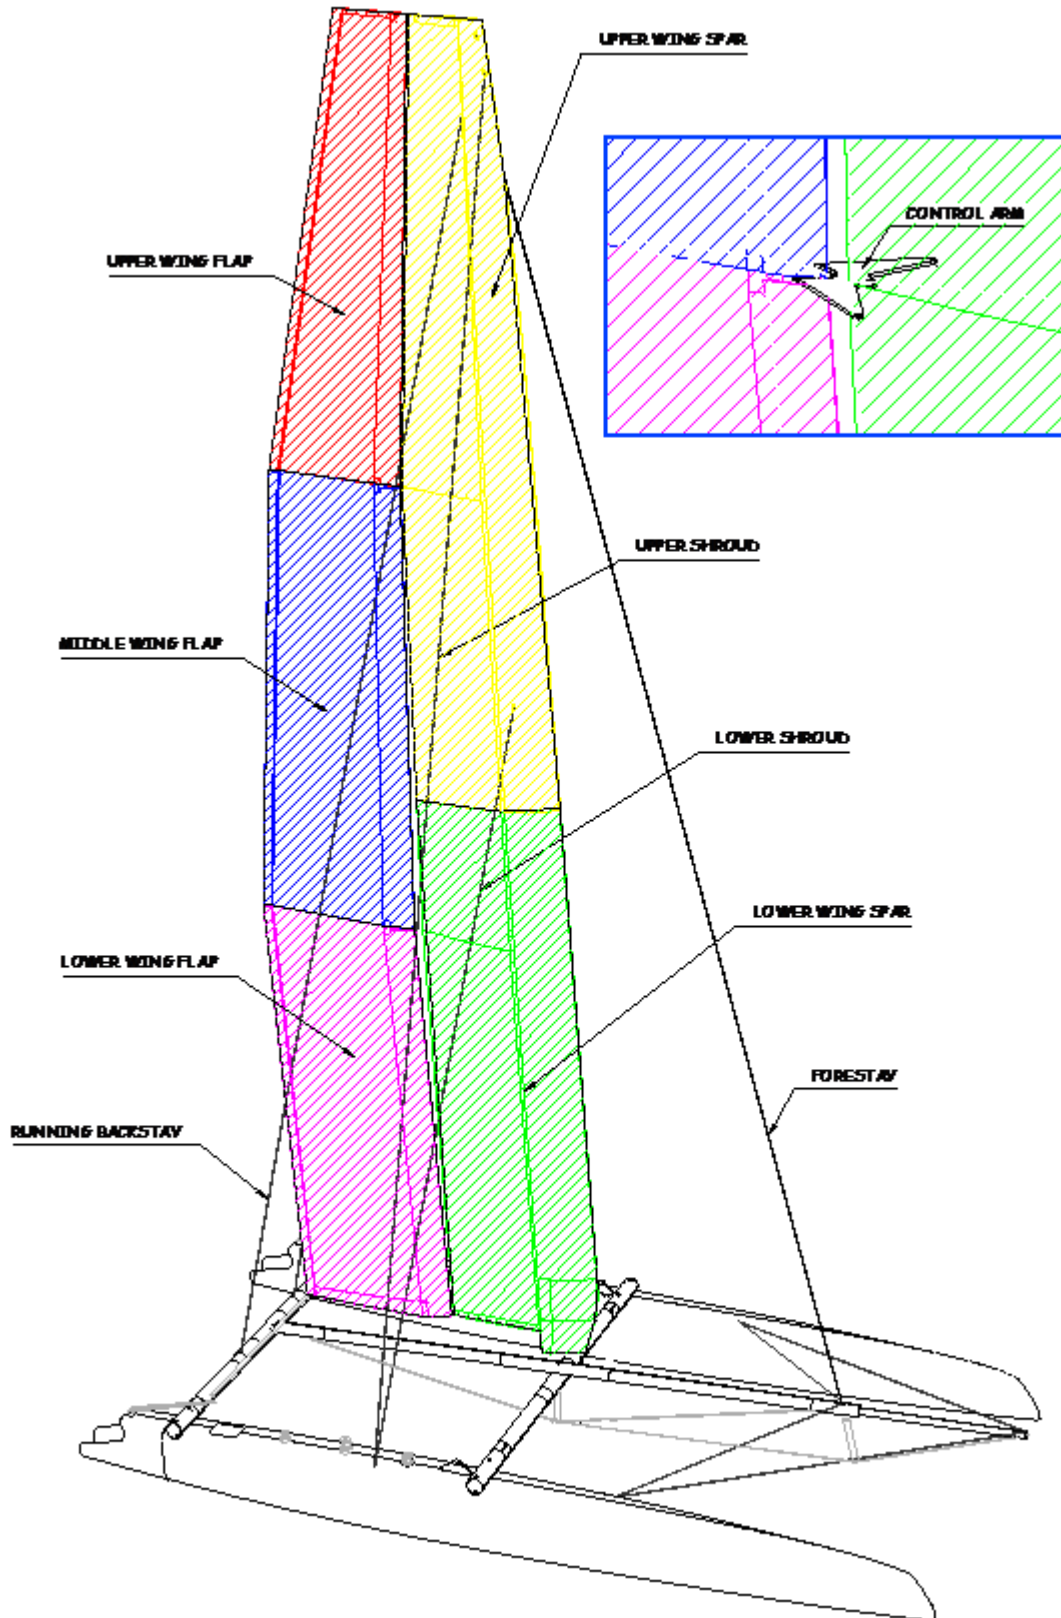 UPPER WING SPAR
CONTROL ARM
UPPER WING FLAP
UPPER SHROUD
MIDDLE WING FLAP
LOWER SHROUD
LOWER WING SPAR
LOWER WING FLAP
FORESTAY
RUNNING BACKSTAY